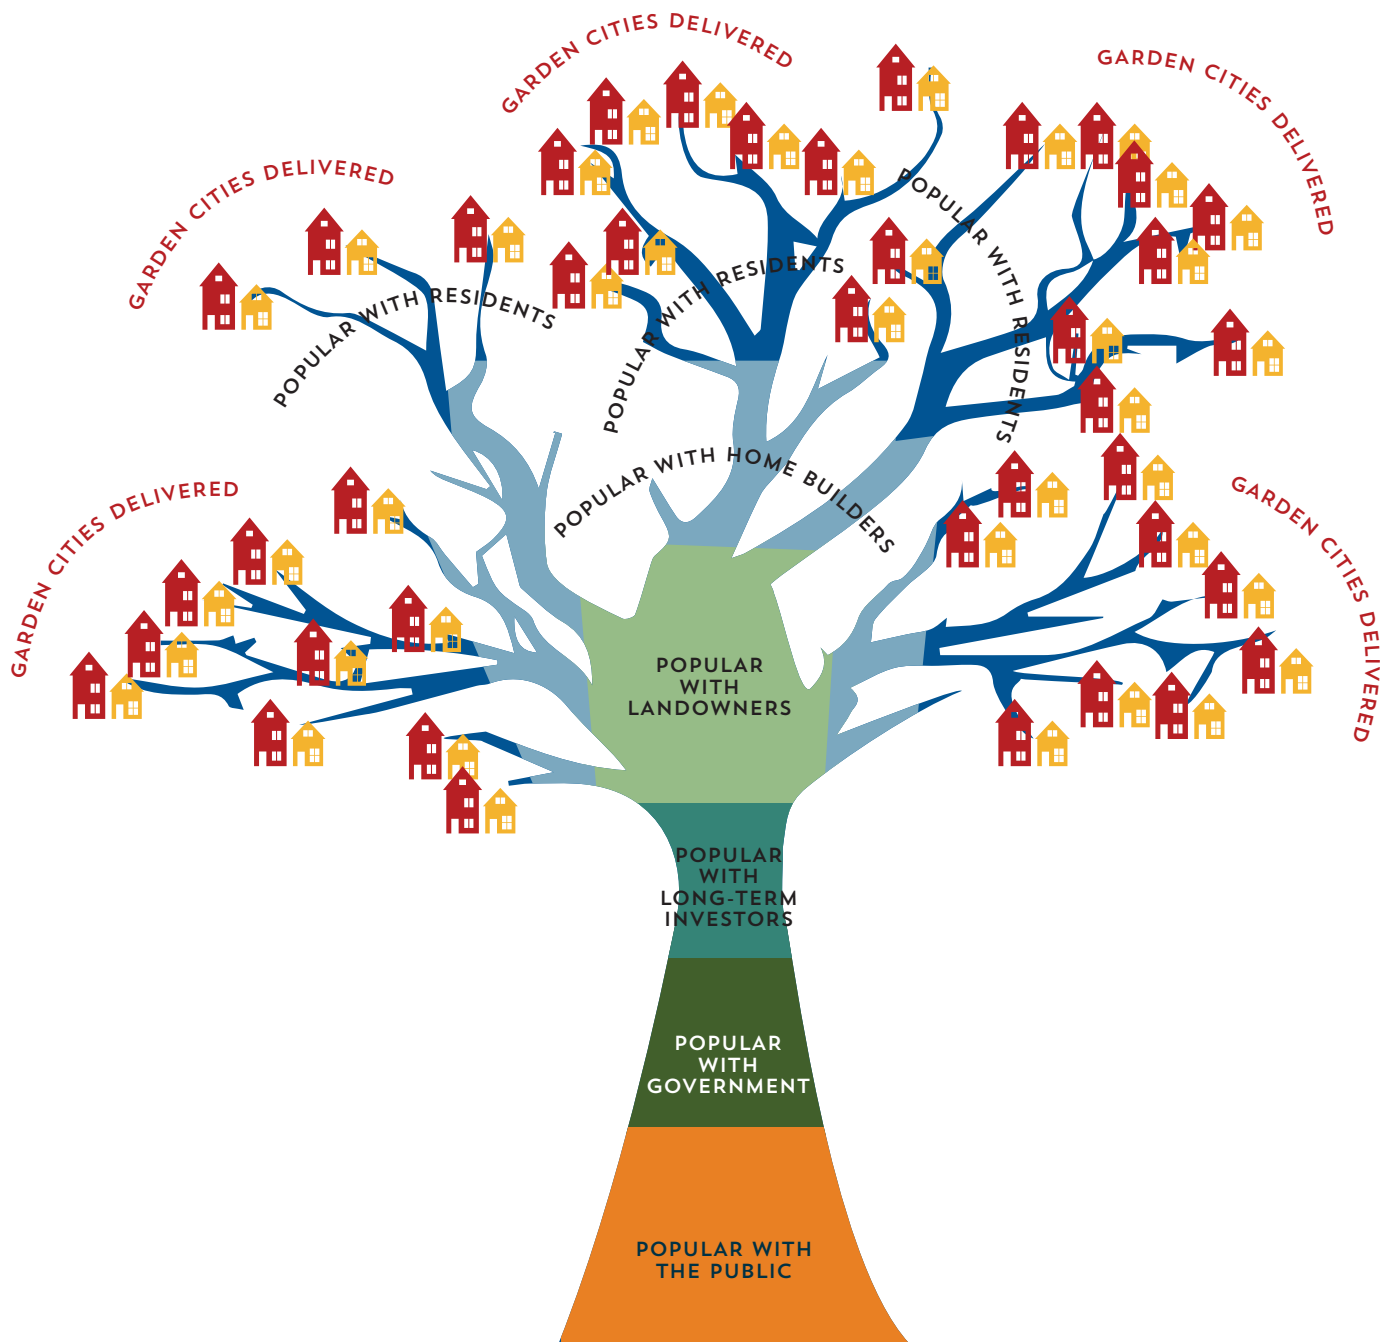 GARDEN CITIES DELIVERED
GARDEN CITIES DELIVERED
GARDEN CITIES DELIVERED
POPULAR WITH RESIDENTS
POPULAR WITH RESIDENTS
POPULAR WITH RESIDENTS
GARDEN CITIES DELIVERED
POPULAR WITH HOME BUILDERS
GARDEN CITIES DELIVERED
POPULAR
WITH
LANDOWNERS
POPULAR
WITH
LONG-TERM
INVESTORS
POPULAR
WITH
GOVERNMENT
POPULAR WITH
THE PUBLIC